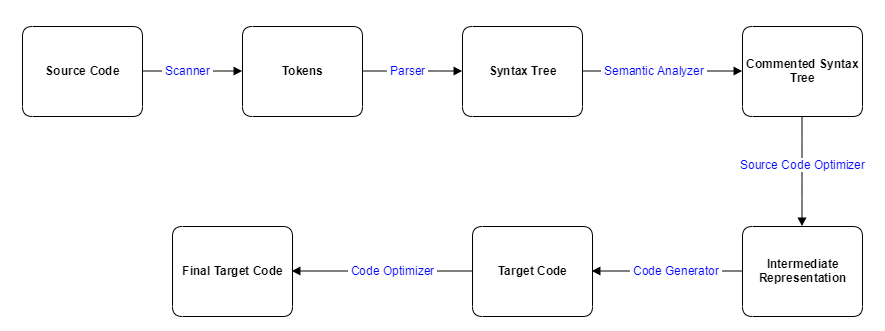 Source Code
Scanner
Tokens
Parser
Syntax Tree
Semantic Analyzer
Commented Syntax
Tree
Source Code Optimizer
Final Target Code
Code Optimizer
Target Code
Code Generator
Intermediate
Representation